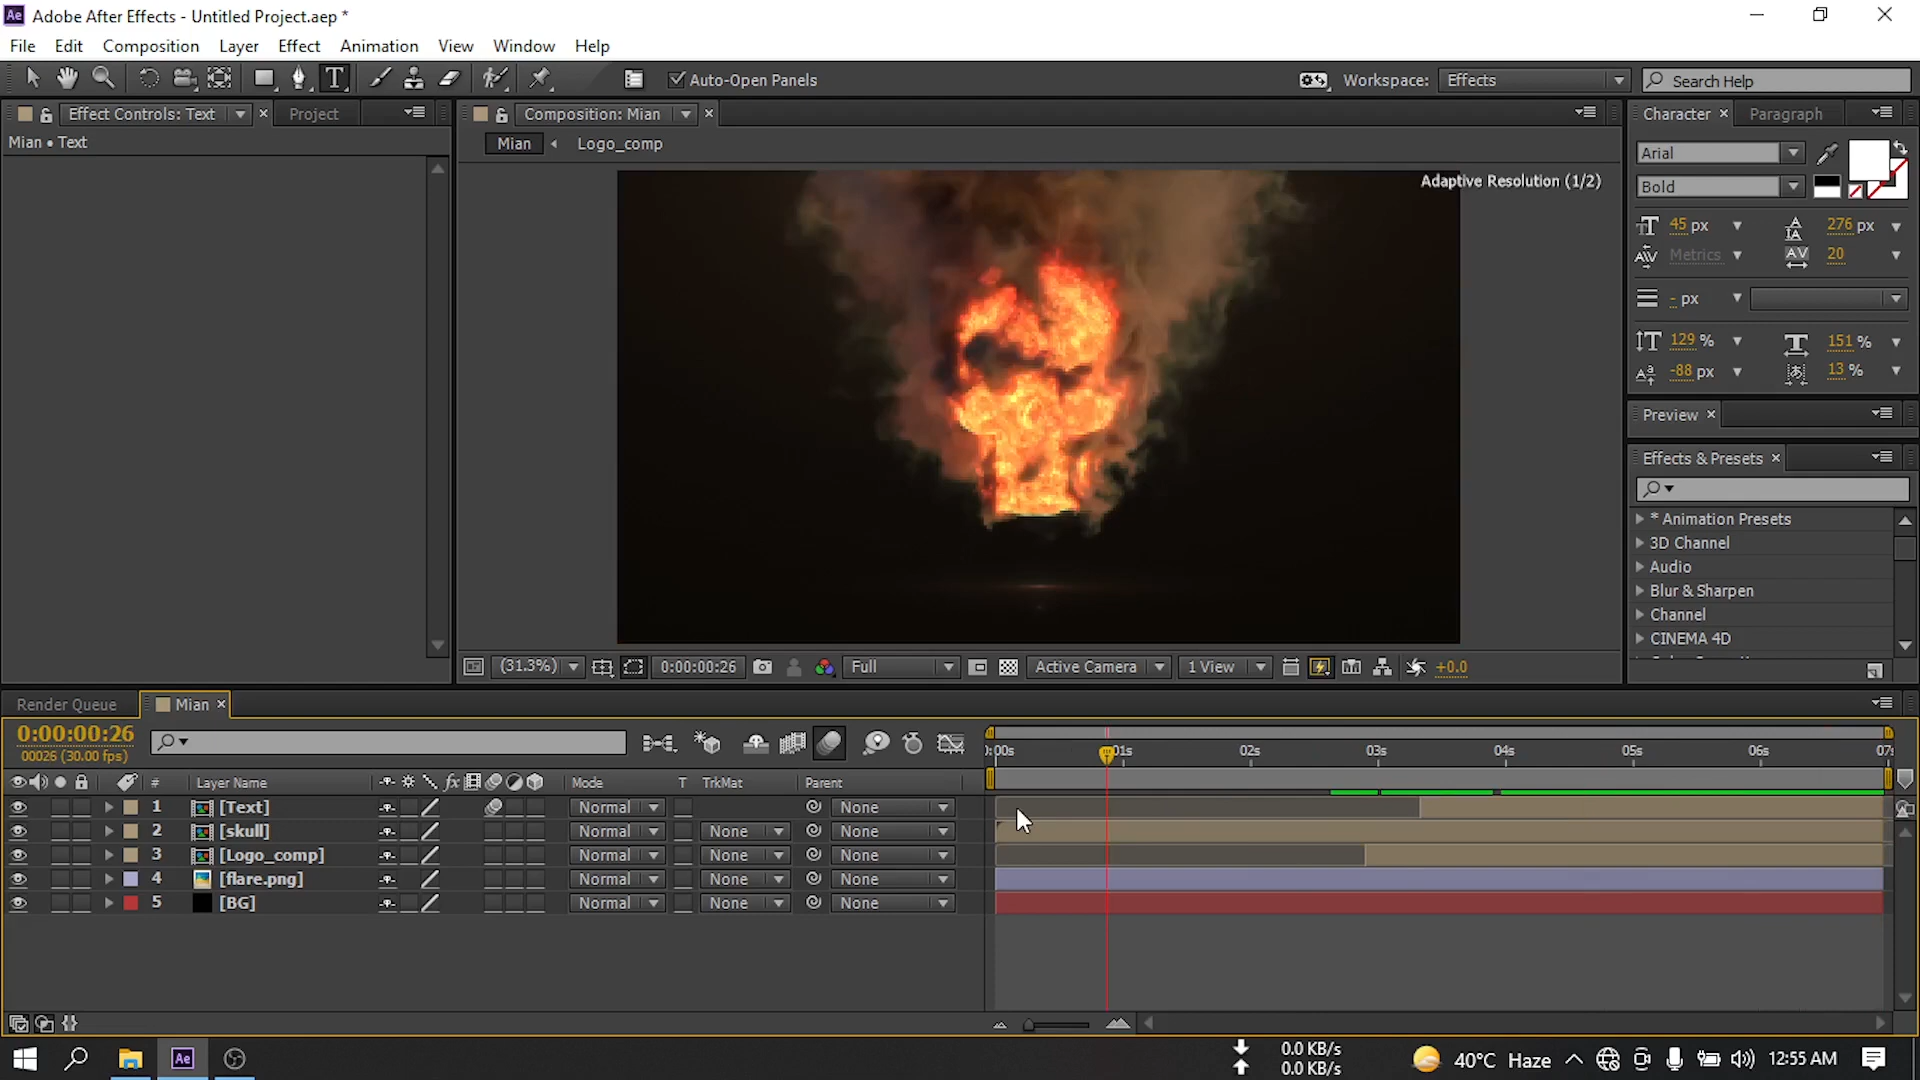 Adobe After Effects - Untitled Project.aep *
File Edit Composition Layer Effect Animation View Window Help
Auto-Open Panels
Workspace: Effects
Search Help
Effect Controls: Text
Project
Mian • Text
Composition: Mian
Mian Logo_comp
Adaptive Resolution (1/2)
(31.3%) 0:00:00:26 Full Active Camera 1 View +0.0
Character Paragraph
Arial
Bold
45 px 276 px
Metrics 20
- px
129 % 151 %
-88 px 13 %
Preview
Effects & Presets
* Animation Presets
3D Channel
Audio
Blur & Sharpen
Channel
CINEMA 4D
Render Queue Mian
0:00:00:26
00026 (30.00 fps)
:00s 01s 02s 03s 04s 05s 06s 07s
# Layer Name fx Mode T TrkMat Parent
1 [Text] Normal None
2 [skull] Normal None None
3 [Logo_comp] Normal None None
4 [flare.png] Normal None None
5 [BG] Normal None None
Ae
0.0 KB/s
0.0 KB/s
40°C Haze
12:55 AM